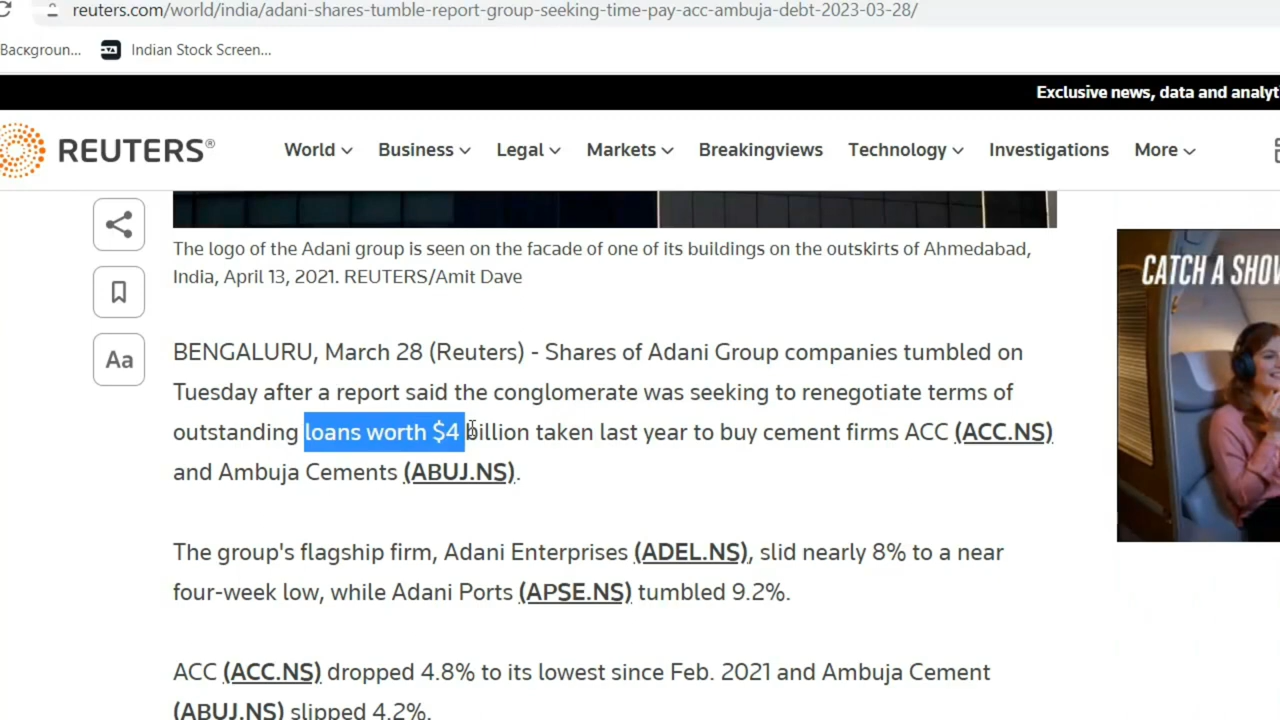 reuters.com/world/india/adani-shares-tumble-report-group-seeking-time-pay-acc-ambuja-debt-2023-03-28/
Backgroun... Indian Stock Screen...
Exclusive news, data and analyt
REUTERS® World Business Legal Markets Breakingviews Technology Investigations More
The logo of the Adani group is seen on the facade of one of its buildings on the outskirts of Ahmedabad,
India, April 13, 2021. REUTERS/Amit Dave
CATCH A SHOW
Aa
BENGALURU, March 28 (Reuters) - Shares of Adani Group companies tumbled on
Tuesday after a report said the conglomerate was seeking to renegotiate terms of
outstanding loans worth $4 billion taken last year to buy cement firms ACC (ACC.NS)
and Ambuja Cements (ABUJ.NS).
The group's flagship firm, Adani Enterprises (ADEL.NS), slid nearly 8% to a near
four-week low, while Adani Ports (APSE.NS) tumbled 9.2%.
ACC (ACC.NS) dropped 4.8% to its lowest since Feb. 2021 and Ambuja Cement
(ABUJ.NS) slipped 4.2%.